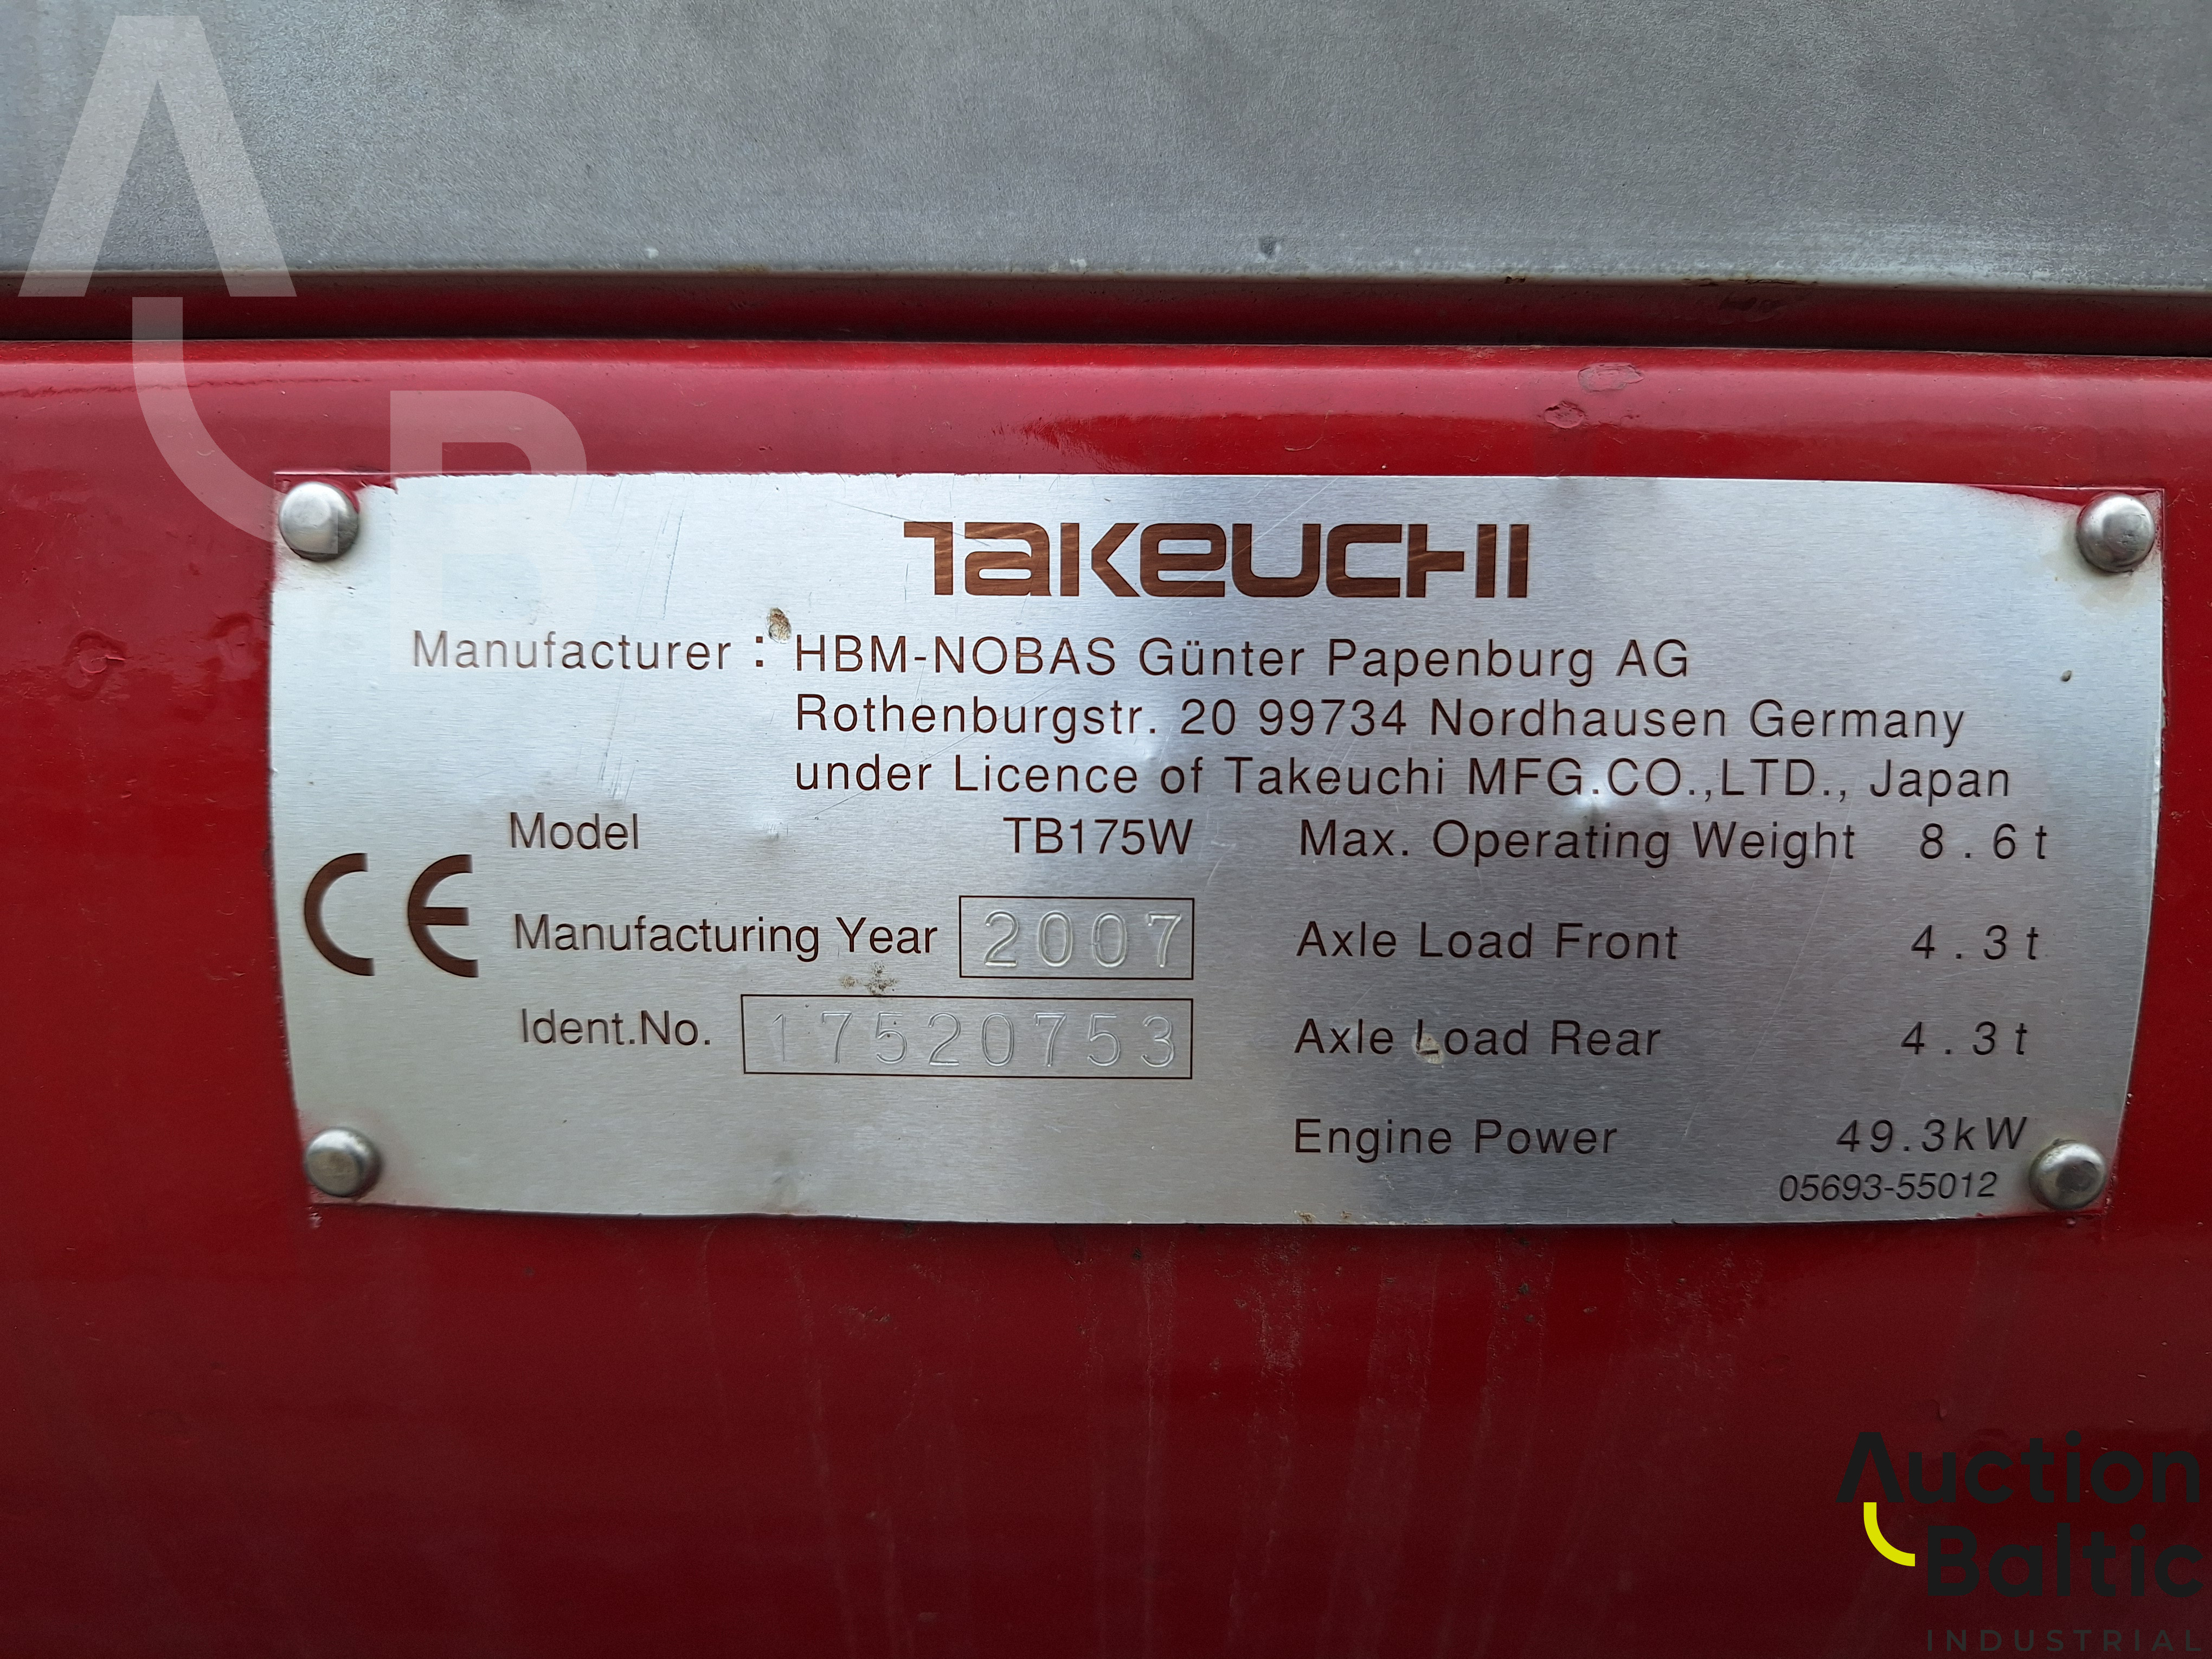 AB
TAKEUCHI
Manufacturer : HBM-NOBAS Günter Papenburg AG
Rothenburgstr. 20 99734 Nordhausen Germany
under Licence of Takeuchi MFG.CO.,LTD., Japan
Model TB175W Max. Operating Weight 8.6t
CE Manufacturing Year 2007 Axle Load Front 4.3t
Ident.No. 17520753 Axle Load Rear 4.3t
Engine Power 49.3kW
05693-55012
Auction
Baltic
INDUSTRIAL